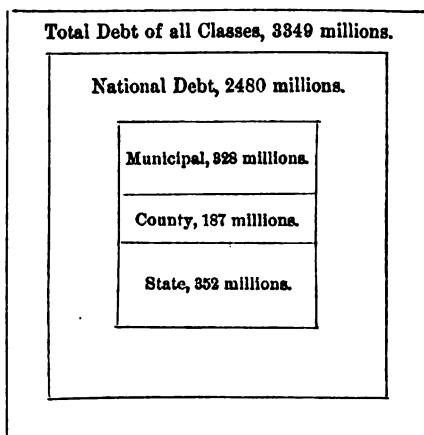 Total Debt of all Classes, 3349 millions.
National Debt, 2480 millions.
Municipal, 328 millions.
County, 187 millions.
State, 352 millions.